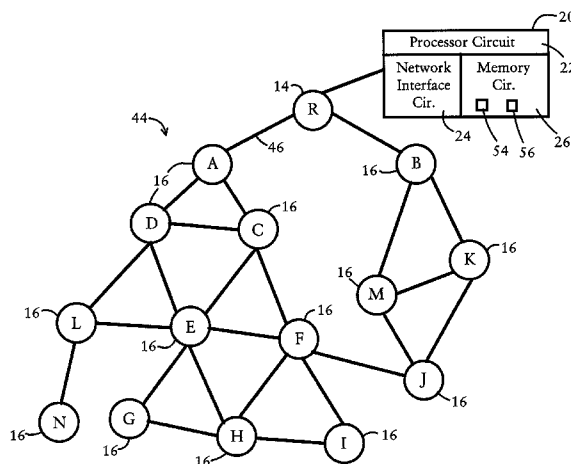 20
Processor Circuit
22
Network
Interface
Cir.
Memory
Cir.
14
R
54
56
24
26
44
46
16
A
16
B
16
D
16
C
16
K
16
M
16
L
16
E
16
F
16
J
16
N
16
G
16
H
16
I
16